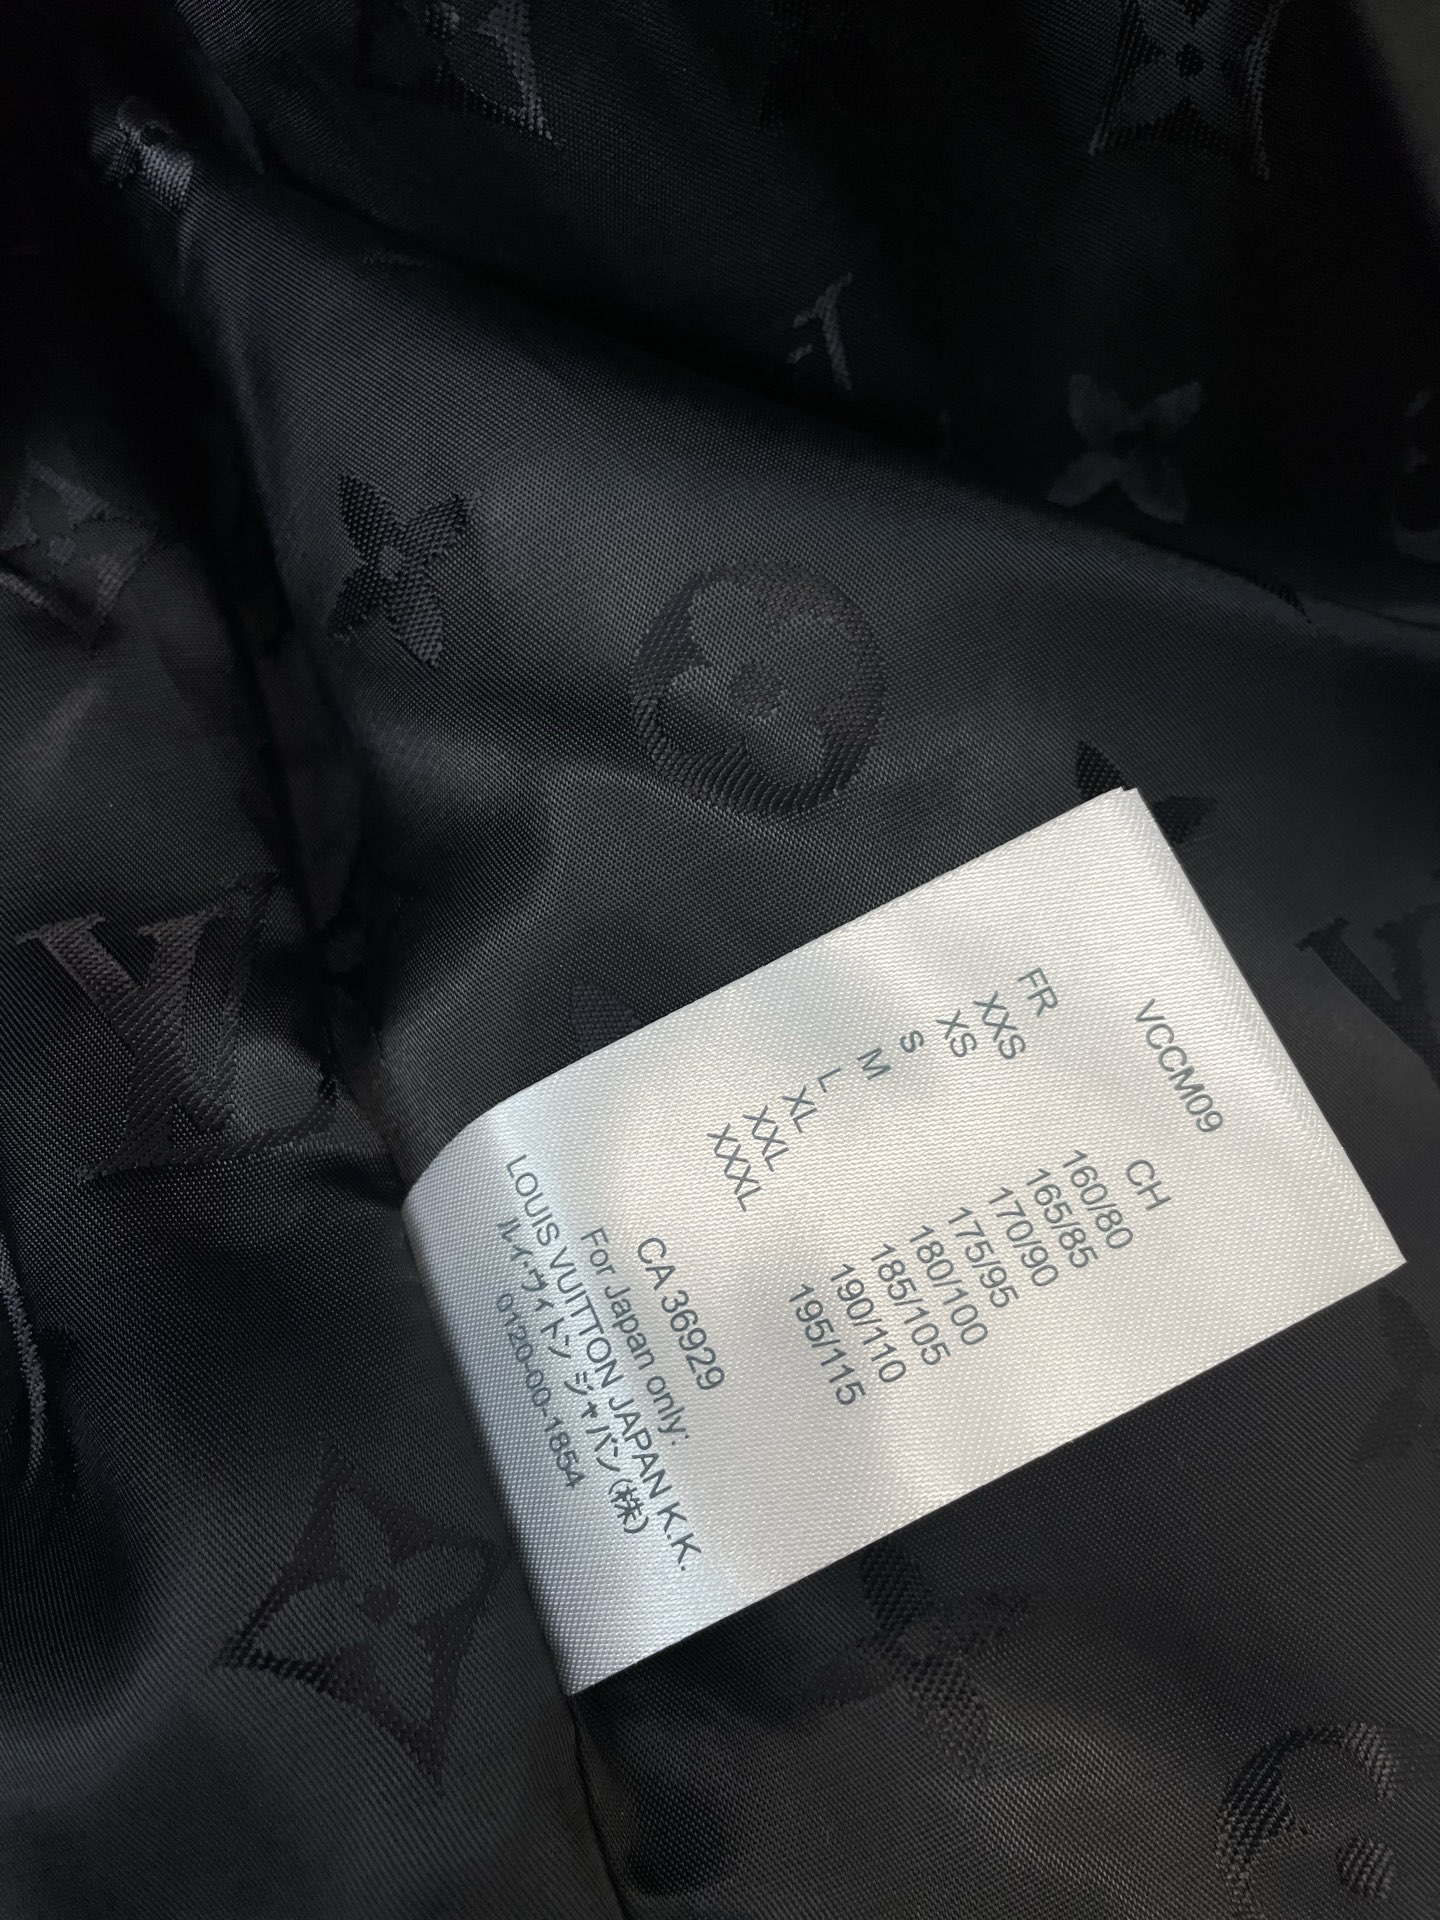 VCCM09
FR CH
XXS 160/80
XS 165/85
S 170/90
M 175/95
L 180/100
XL 185/105
XXL 190/110
XXXL 195/115
CA 36929
For Japan only:
LOUIS VUITTON JAPAN K.K.
ルイ・ヴィトン ジャパン(株)
0120-00-1854